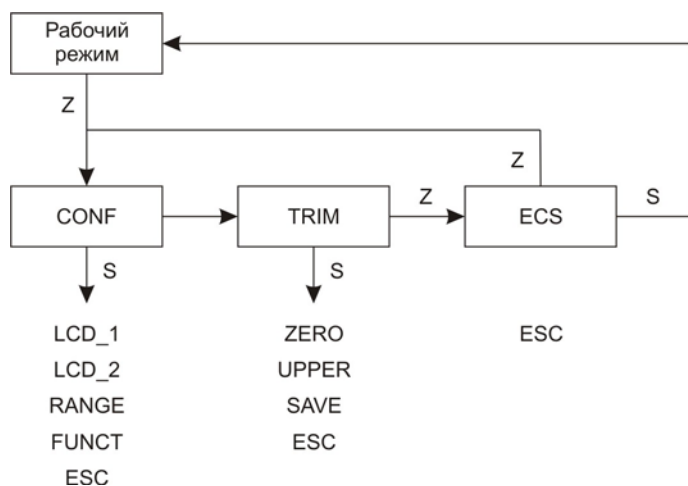 Рабочий
режим
Z
Z
CONF
TRIM
Z
ECS
S
S
S
LCD_1
LCD_2
RANGE
FUNCT
ESC
ZERO
UPPER
SAVE
ESC
ESC